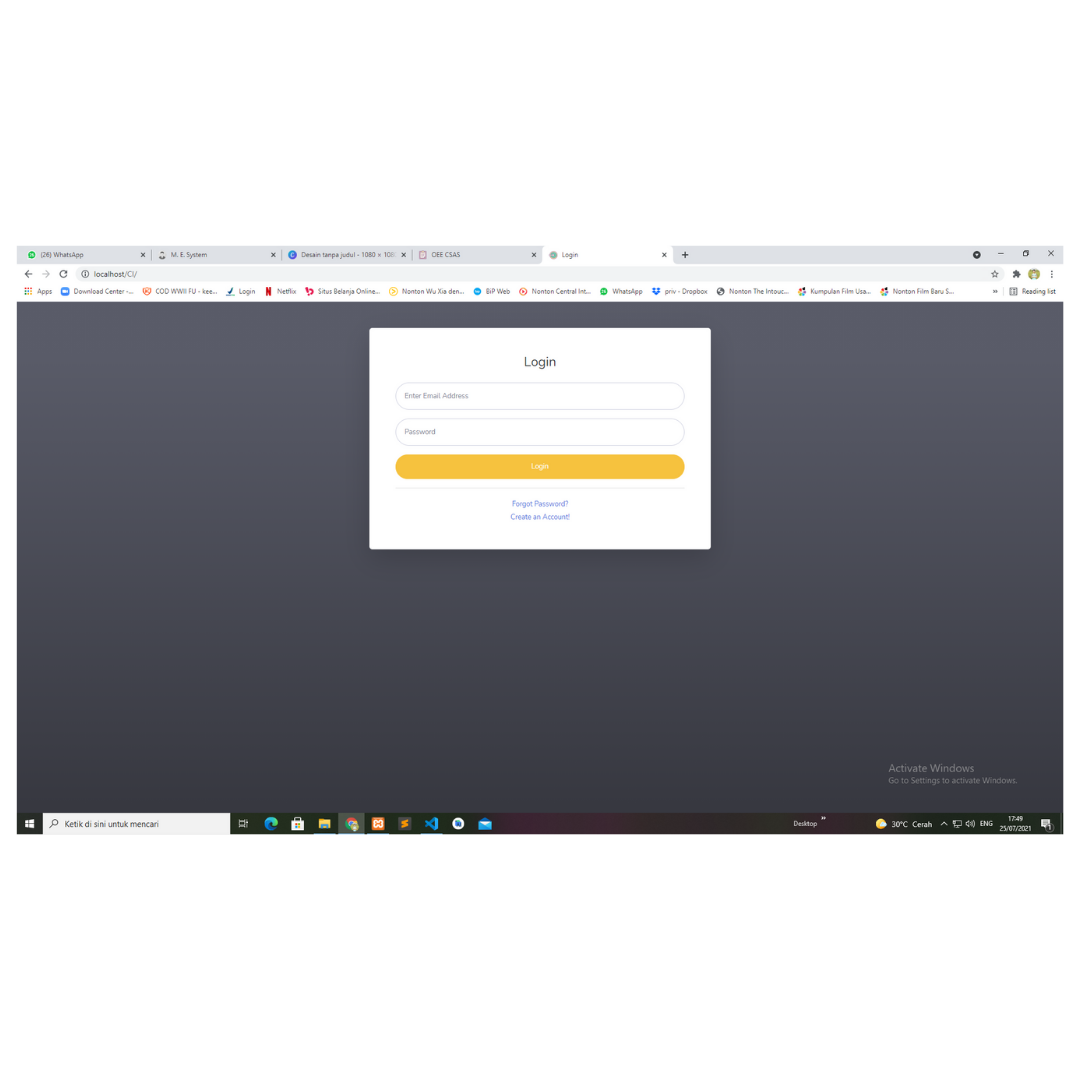 (26) WhatsApp M. E. System Desain tanpa judul - 1080 × 108 OEE CSAS Login
localhost/CI/
Apps Download Center -... COD WWII FU - kee... Login Netflix Situs Belanja Online... Nonton Wu Xia den... BiP Web Nonton Central Int... WhatsApp priv - Dropbox Nonton The Intouc... Kumpulan Film Usa... Nonton Film Baru S... » Reading list
Login
Enter Email Address
Password
Login
Forgot Password?
Create an Account!
Activate Windows
Go to Settings to activate Windows.
Ketik di sini untuk mencari Desktop » 30°C Cerah ENG 17:49
25/07/2021
1